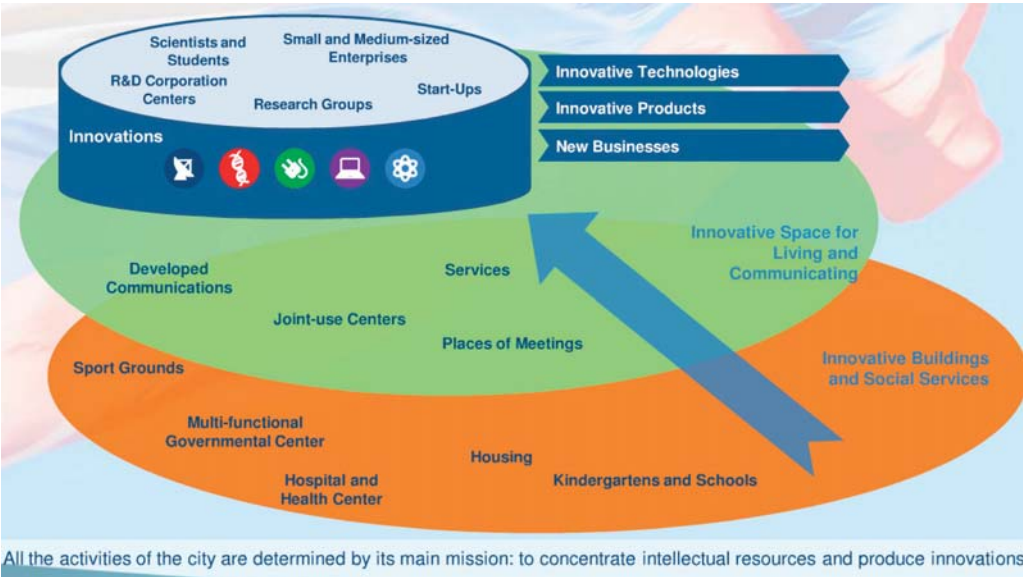 Scientists and
Students
Small and Medium-sized
Enterprises
R&D Corporation
Centers
Research Groups
Start-Ups
Innovations
Innovative Technologies
Innovative Products
New Businesses
Innovative Space for
Living and
Communicating
Developed
Communications
Services
Joint-use Centers
Places of Meetings
Sport Grounds
Innovative Buildings
and Social Services
Multi-functional
Governmental Center
Housing
Hospital and
Health Center
Kindergartens and Schools
All the activities of the city are determined by its main mission: to concentrate intellectual resources and produce innovations